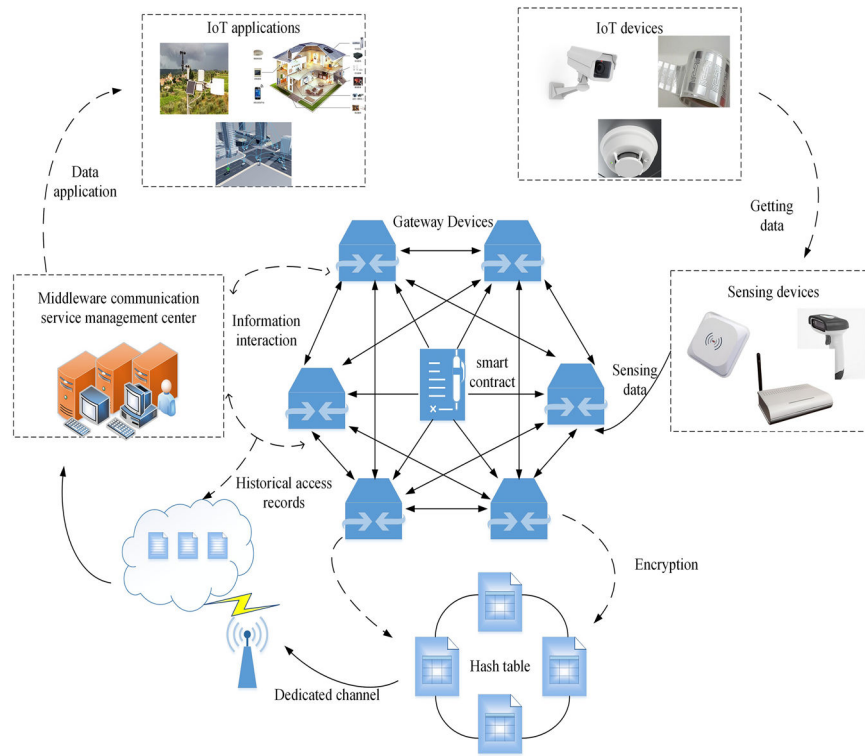 IoT applications
IoT devices
Data
application
Gateway Devices
Getting
data
Middleware communication
service management center
Information
interaction
smart
contract
Sensing
data
Sensing devices
Historical access
records
Encryption
Hash table
Dedicated channel